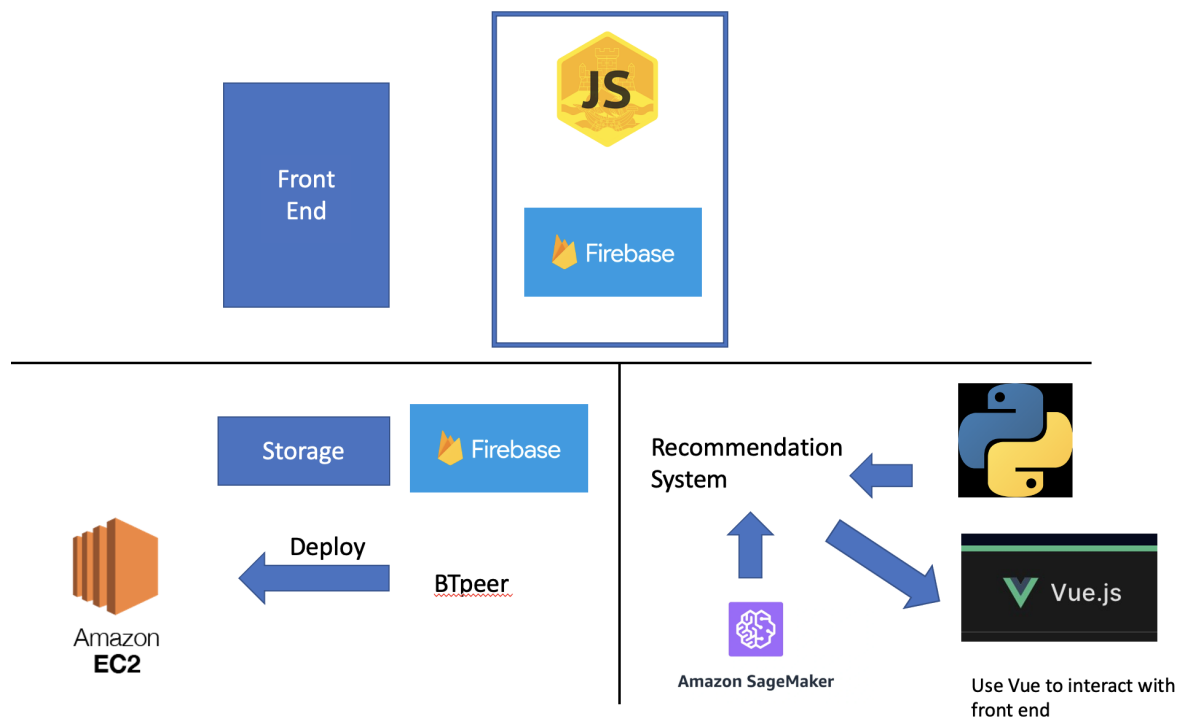 JS
Front
End
Firebase
Storage
Firebase
Deploy
BTpeer
Amazon
EC2
Recommendation
System
Vue.js
Amazon SageMaker
Use Vue to interact with
front end